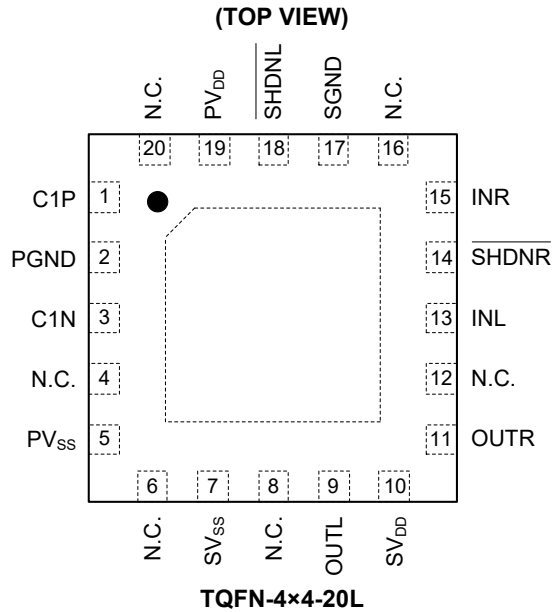 (TOP VIEW)
N.C.
PVDD
SHDNL
SGND
N.C.
20 19 18 17 16
C1P 1
15 INR
PGND 2
14 SHDNR
C1N 3
13 INL
N.C. 4
12 N.C.
PVSS 5
11 OUTR
6 7 8 9 10
N.C.
SVSS
N.C.
OUTL
SVDD
TQFN-4×4-20L